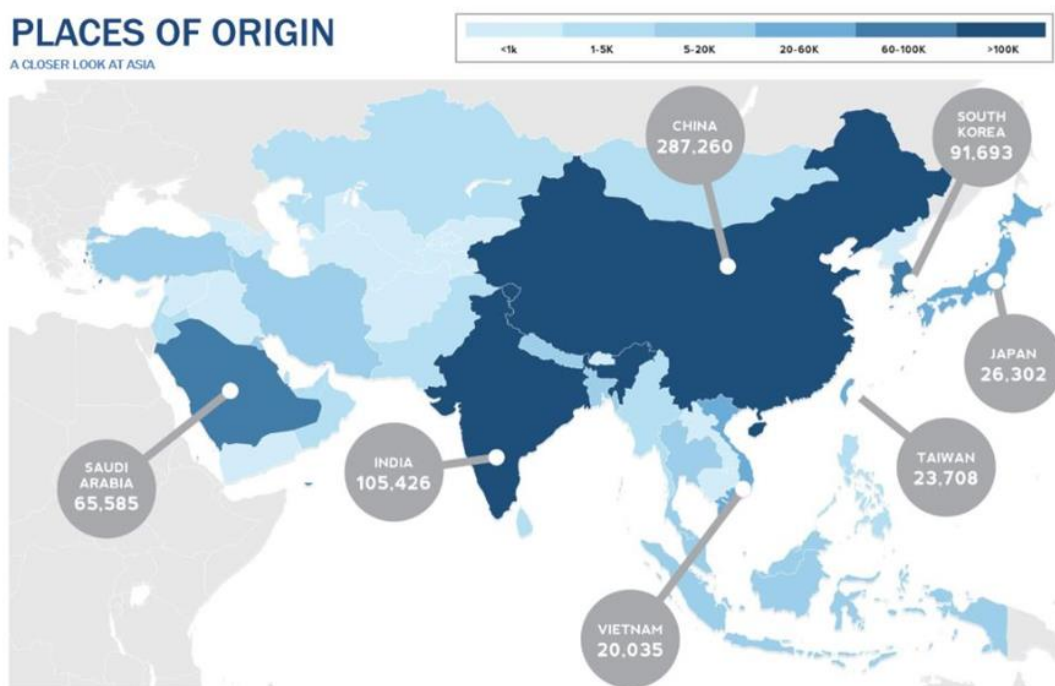 PLACES OF ORIGIN
A CLOSER LOOK AT ASIA
<1k 1-5K 5-20K 20-60K 60-100K >100K
CHINA
287,260
SOUTH
KOREA
91,693
JAPAN
26,302
TAIWAN
23,708
VIETNAM
20,035
INDIA
105,426
SAUDI
ARABIA
65,585